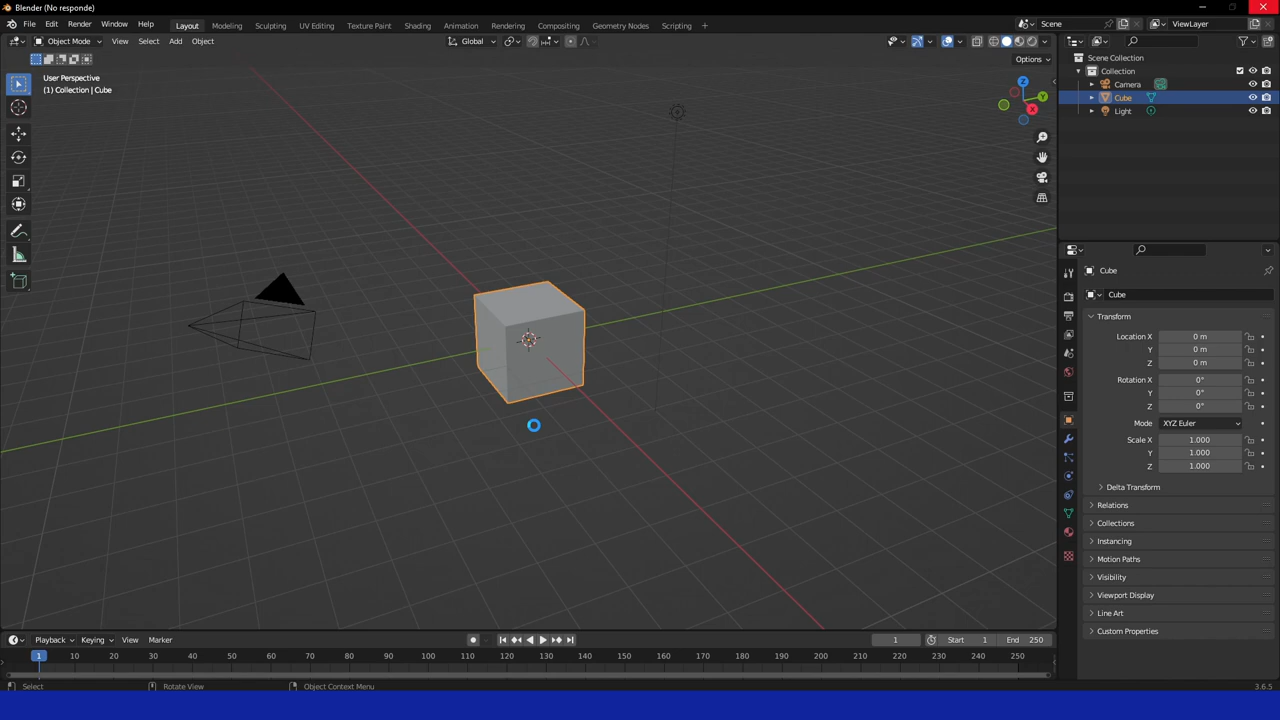 Blender (No responde)
File Edit Render Window Help Layout Modeling Sculpting UV Editing Texture Paint Shading Animation Rendering Compositing Geometry Nodes Scripting Scene ViewLayer
Object Mode View Select Add Object Global
Options
User Perspective
(1) Collection | Cube
Z
Y
X
Scene Collection
Collection
Camera
Cube
Light
Cube
Cube
Transform
Location X 0 m
Y 0 m
Z 0 m
Rotation X 0°
Y 0°
Z 0°
Mode XYZ Euler
Scale X 1.000
Y 1.000
Z 1.000
Delta Transform
Relations
Collections
Instancing
Motion Paths
Visibility
Viewport Display
Line Art
Custom Properties
Playback Keying View Marker 1 Start 1 End 250
1 10 20 30 40 50 60 70 80 90 100 110 120 130 140 150 160 170 180 190 200 210 220 230 240 250
Select Rotate View Object Context Menu 3.6.5